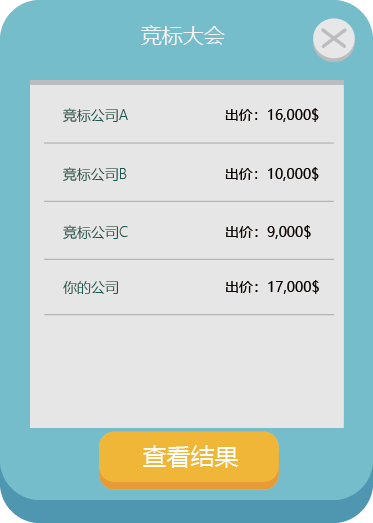 竞标大会
竞标公司A 出价：16,000$
竞标公司B 出价：10,000$
竞标公司C 出价：9,000$
你的公司 出价：17,000$
查看结果